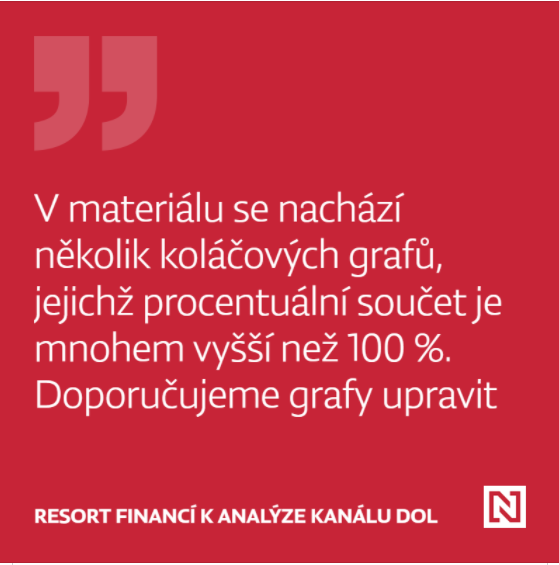 V materiálu se nachází
několik koláčových grafů,
jejichž procentuální součet je
mnohem vyšší než 100 %.
Doporučujeme grafy upravit
RESORT FINANCÍ K ANALÝZE KANÁLU DOL
N